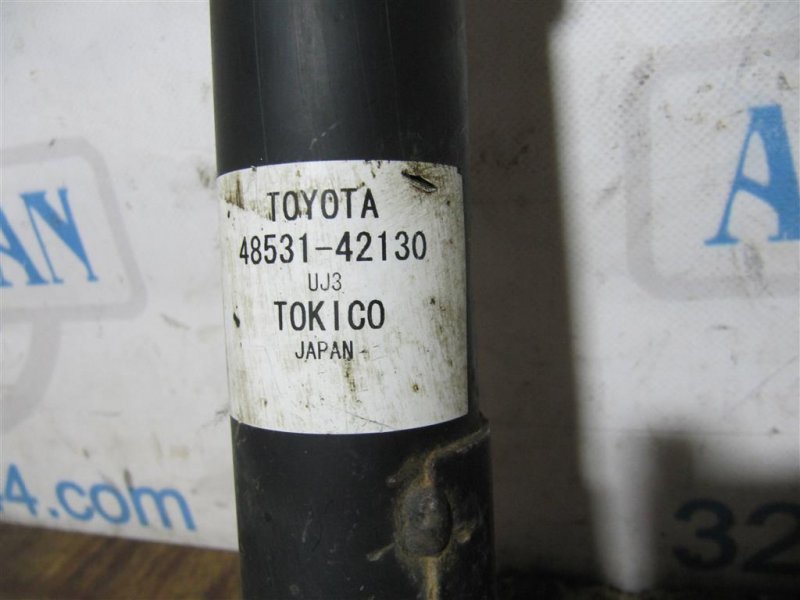 TOYOTA
48531-42130
UJ3
TOKICO
JAPAN
AN
A
4.com
32